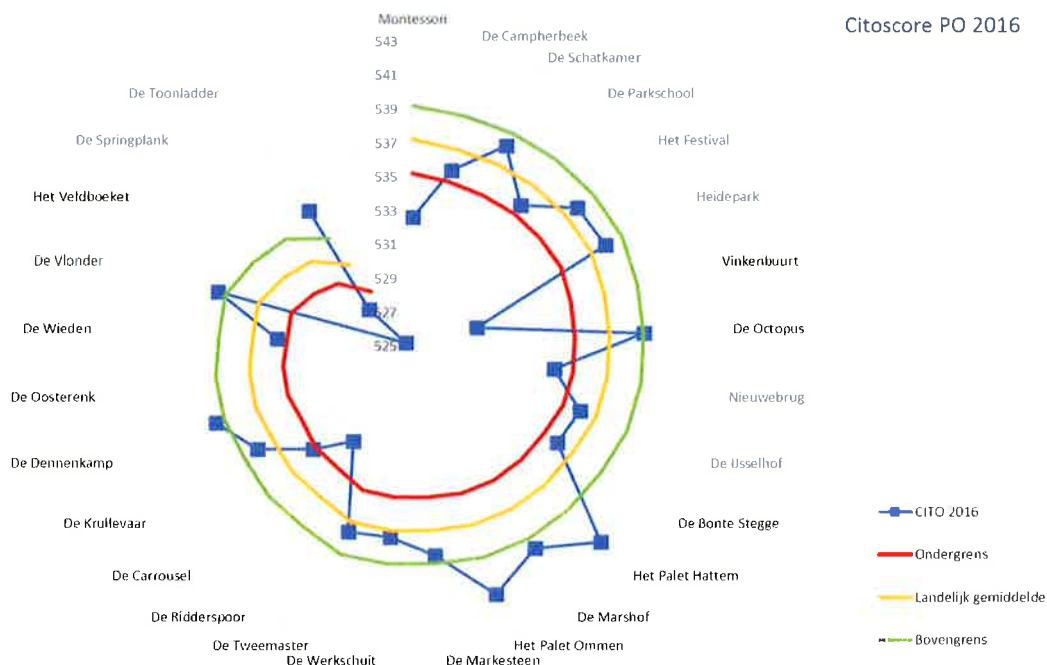 Citoscore PO 2016
Montessori
543
541
539
537
535
533
531
529
527
525
De Campherbeek
De Schatkamer
De Parkschool
Het Festival
Heidepark
Vinkenbuurt
De Octopus
Nieuwebrug
De IJsselhof
De Bonte Stegge
Het Palet Hattem
De Marshof
Het Palet Ommen
De Markesteen
De Werkschuit
De Tweemaster
De Ridderspoor
De Carrousel
De Krullevaar
De Dennenkamp
De Oosterenk
De Wieden
De Vlonder
Het Veldboeket
De Springplank
De Toonladder
CITO 2016
Ondergrens
Landelijk gemiddelde
Bovengrens